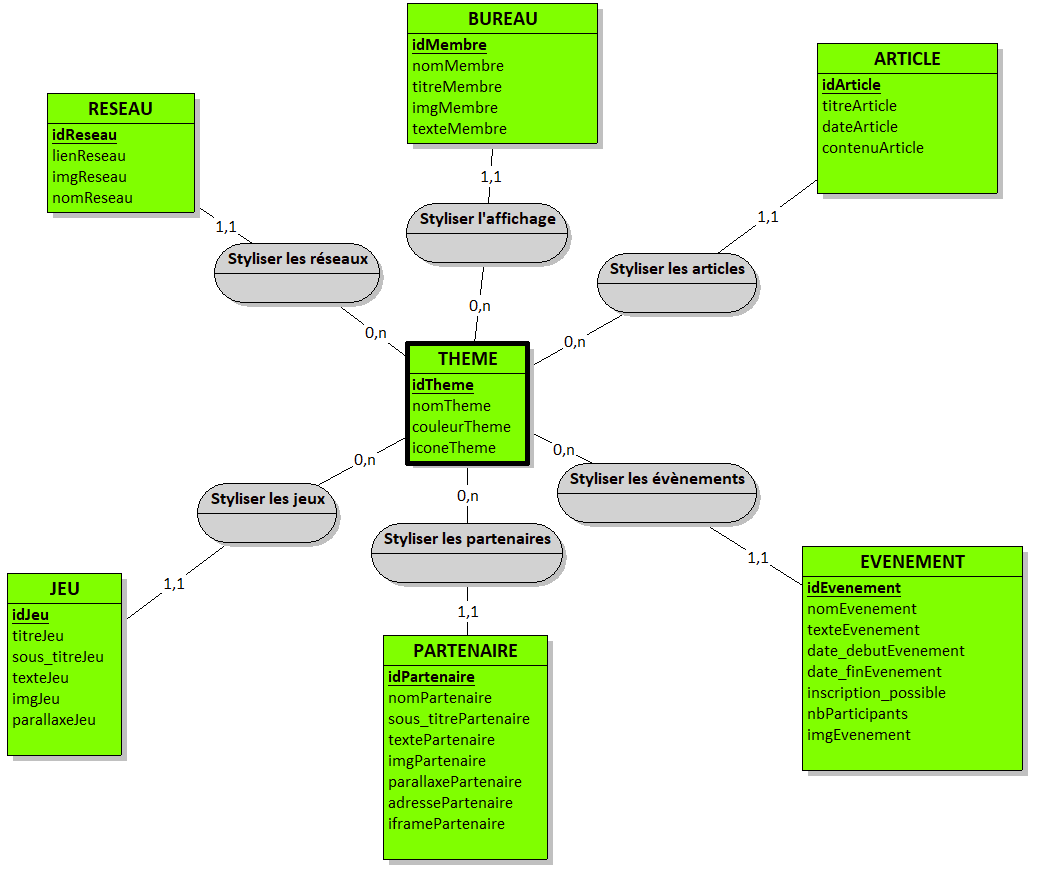 BUREAU
idMembre
nomMembre
titreMembre
imgMembre
texteMembre
ARTICLE
idArticle
titreArticle
dateArticle
contenuArticle
RESEAU
idReseau
lienReseau
imgReseau
nomReseau
1,1
1,1
1,1
Styliser l'affichage
Styliser les réseaux
Styliser les articles
0,n
0,n
0,n
THEME
idTheme
nomTheme
couleurTheme
iconeTheme
0,n
0,n
0,n
Styliser les évènements
Styliser les jeux
Styliser les partenaires
1,1
1,1
1,1
JEU
idJeu
titreJeu
sous_titreJeu
texteJeu
imgJeu
parallaxeJeu
PARTENAIRE
idPartenaire
nomPartenaire
sous_titrePartenaire
textePartenaire
imgPartenaire
parallaxePartenaire
adressePartenaire
iframePartenaire
EVENEMENT
idEvenement
nomEvenement
texteEvenement
date_debutEvenement
date_finEvenement
inscription_possible
nbParticipants
imgEvenement